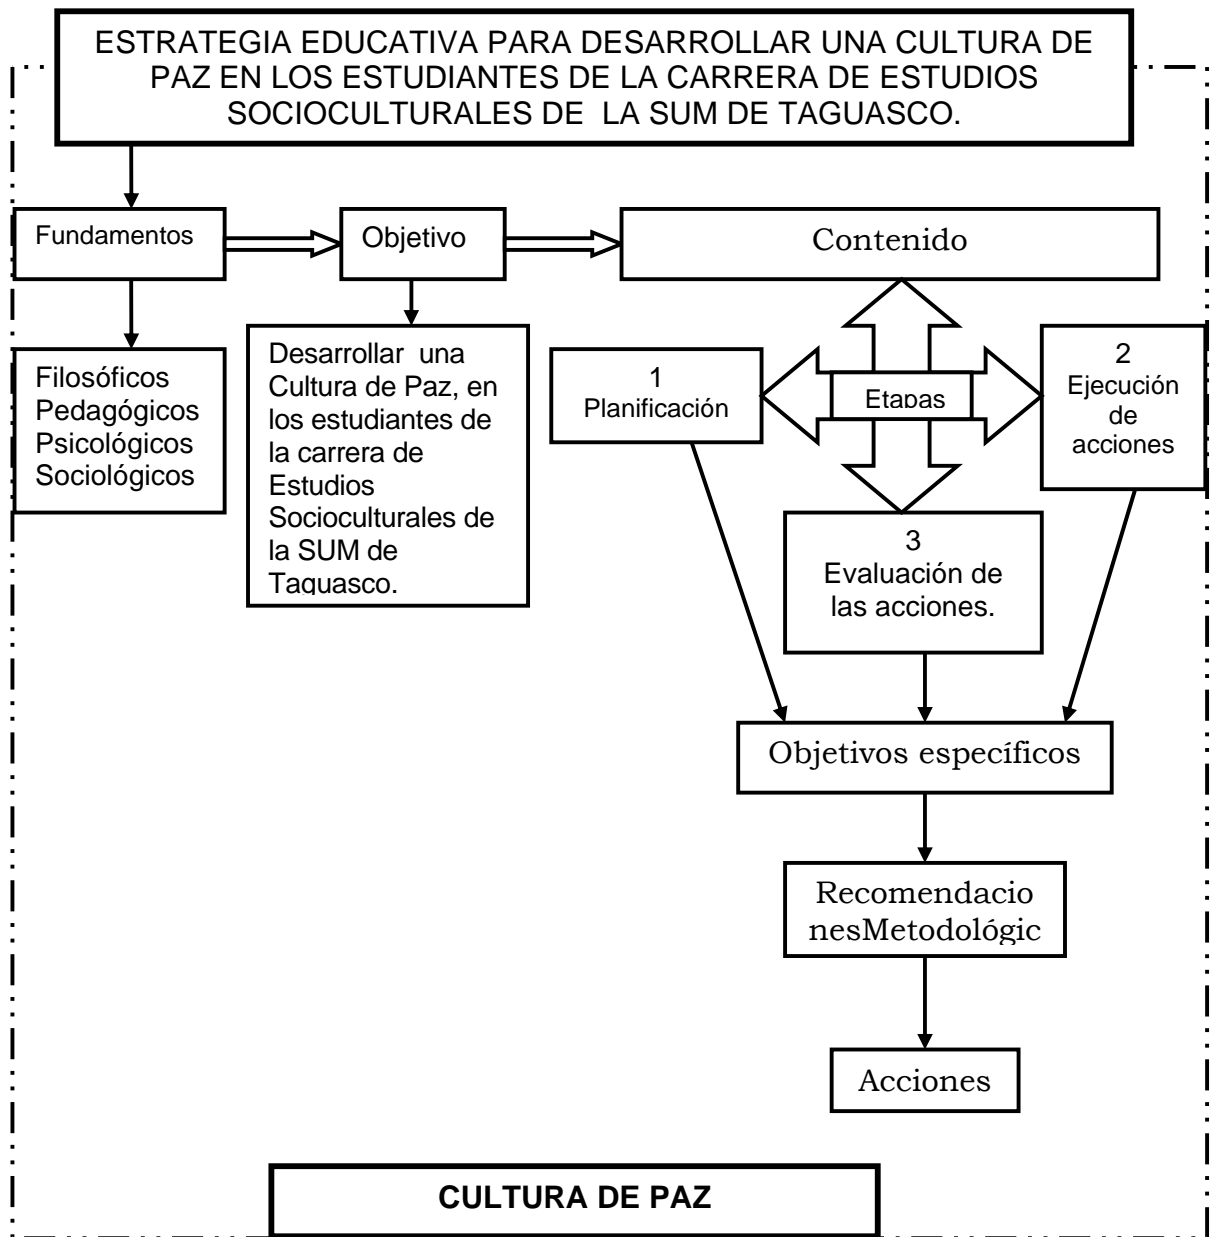 ESTRATEGIA EDUCATIVA PARA DESARROLLAR UNA CULTURA DE
PAZ EN LOS ESTUDIANTES DE LA CARRERA DE ESTUDIOS
SOCIOCULTURALES DE LA SUM DE TAGUASCO.
Fundamentos
Objetivo
Contenido
Filosóficos
Pedagógicos
Psicológicos
Sociológicos
Desarrollar una
Cultura de Paz, en
los estudiantes de
la carrera de
Estudios
Socioculturales de
la SUM de
Taguasco.
1
Planificación
Etapas
2
Ejecución
de
acciones
3
Evaluación de
las acciones.
Objetivos específicos
Recomendacio
nesMetodológic
Acciones
CULTURA DE PAZ